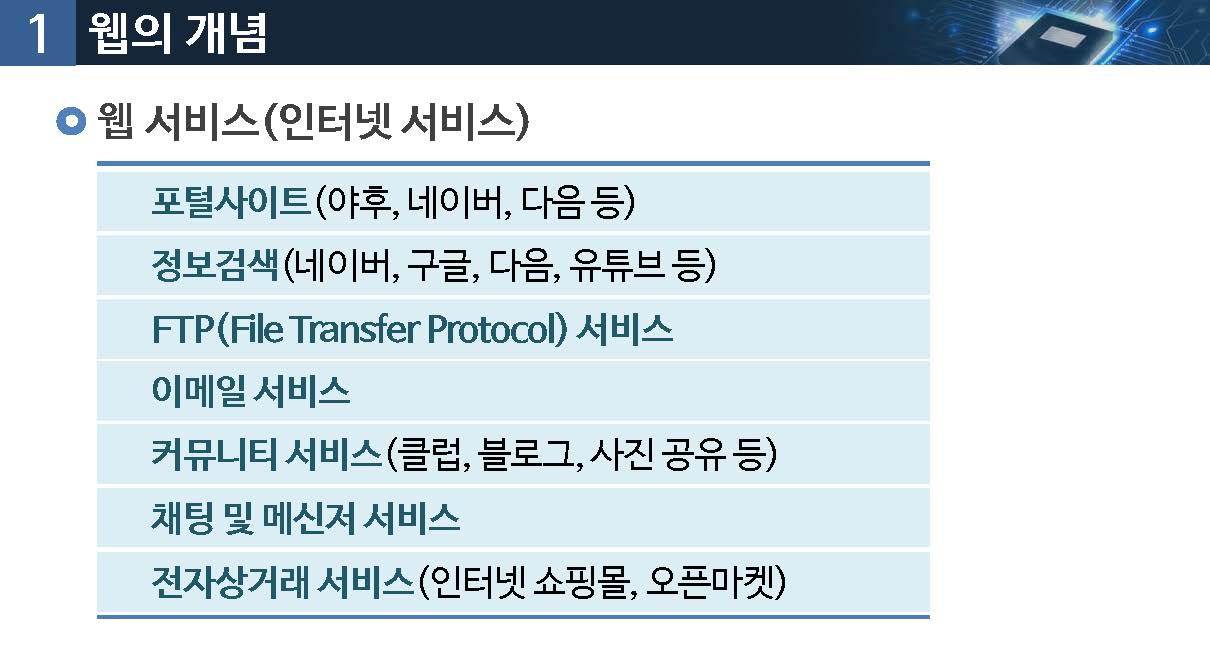 1 웹의 개념
웹 서비스(인터넷 서비스)
포털사이트(야후, 네이버, 다음 등)
정보검색(네이버, 구글, 다음, 유튜브 등)
FTP(File Transfer Protocol) 서비스
이메일 서비스
커뮤니티 서비스(클럽, 블로그, 사진 공유 등)
채팅 및 메신저 서비스
전자상거래 서비스(인터넷 쇼핑몰, 오픈마켓)